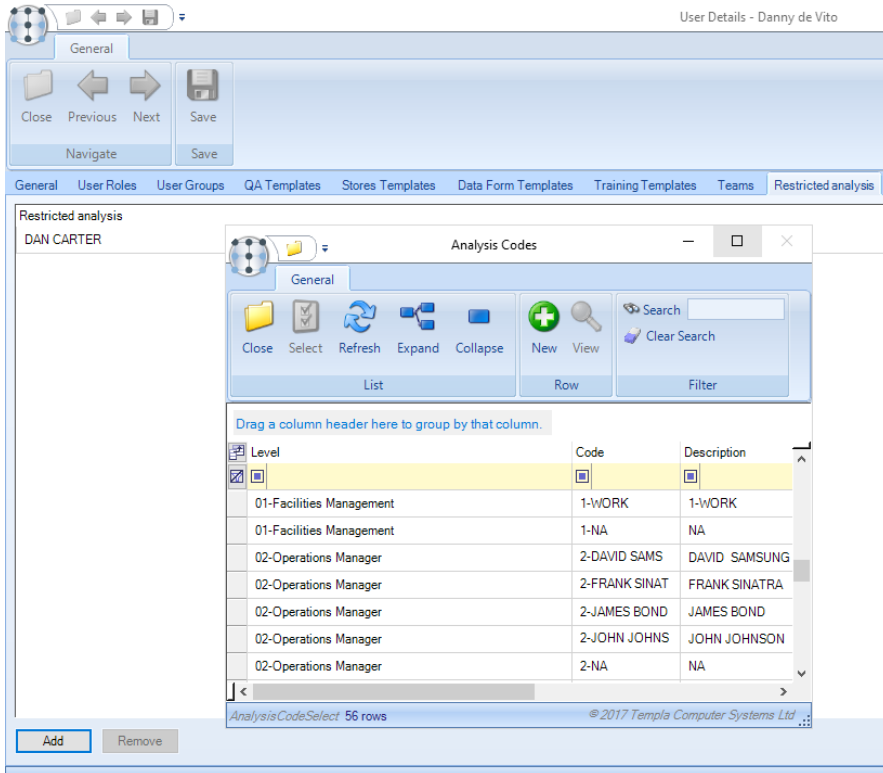 User Details - Danny de Vito
General
Close Previous Next Save
Navigate Save
General User Roles User Groups QA Templates Stores Templates Data Form Templates Training Templates Teams Restricted analysis
Restricted analysis
DAN CARTER
Analysis Codes
General
Close Select Refresh Expand Collapse New View Search
Clear Search
List Row Filter
Drag a column header here to group by that column.
Level Code Description
01-Facilities Management 1-WORK 1-WORK
01-Facilities Management 1-NA NA
02-Operations Manager 2-DAVID SAMS DAVID SAMSUNG
02-Operations Manager 2-FRANK SINAT FRANK SINATRA
02-Operations Manager 2-JAMES BOND JAMES BOND
02-Operations Manager 2-JOHN JOHNS JOHN JOHNSON
02-Operations Manager 2-NA NA
AnalysisCodeSelect 56 rows © 2017 Templa Computer Systems Ltd
Add Remove